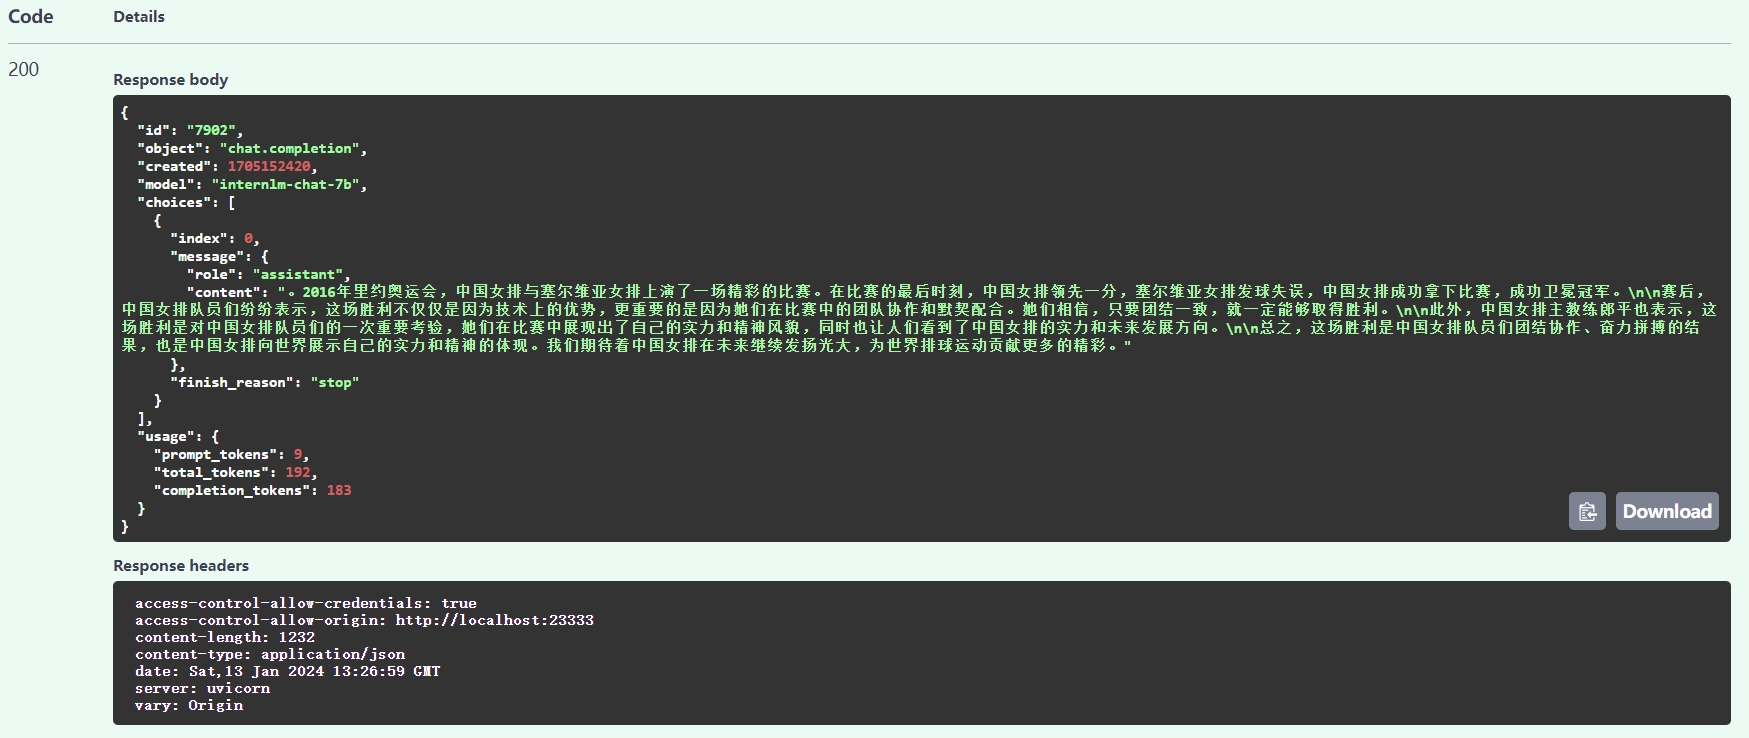 Code Details
200
Response body
{
"id": "7902",
"object": "chat.completion",
"created": 1705152420,
"model": "internlm-chat-7b",
"choices": [
{
"index": 0,
"message": {
"role": "assistant",
"content": "。2016年里约奥运会，中国女排与塞尔维亚女排上演了一场精彩的比赛。在比赛的最后时刻，中国女排领先一分，塞尔维亚女排发球失误，中国女排成功拿下比赛，成功卫冕冠军。\n\n赛后，
中国女排队员们纷纷表示，这场胜利不仅仅是因为技术上的优势，更重要的是因为她们在比赛中的团队协作和默契配合。她们相信，只要团结一致，就一定能够取得胜利。\n\n此外，中国女排主教练郎平也表示，这
场胜利是对中国女排队员们的一次重要考验，她们在比赛中展现出了自己的实力和精神风貌，同时也让人们看到了中国女排的实力和未来发展方向。\n\n总之，这场胜利是中国女排队员们团结协作、奋力拼搏的结
果，也是中国女排向世界展示自己的实力和精神的体现。我们期待着中国女排在未来继续发扬光大，为世界排球运动贡献更多的精彩。"
},
"finish_reason": "stop"
}
],
"usage": {
"prompt_tokens": 9,
"total_tokens": 192,
"completion_tokens": 183
}
}
Download
Response headers
access-control-allow-credentials: true
access-control-allow-origin: http://localhost:23333
content-length: 1232
content-type: application/json
date: Sat,13 Jan 2024 13:26:59 GMT
server: uvicorn
vary: Origin